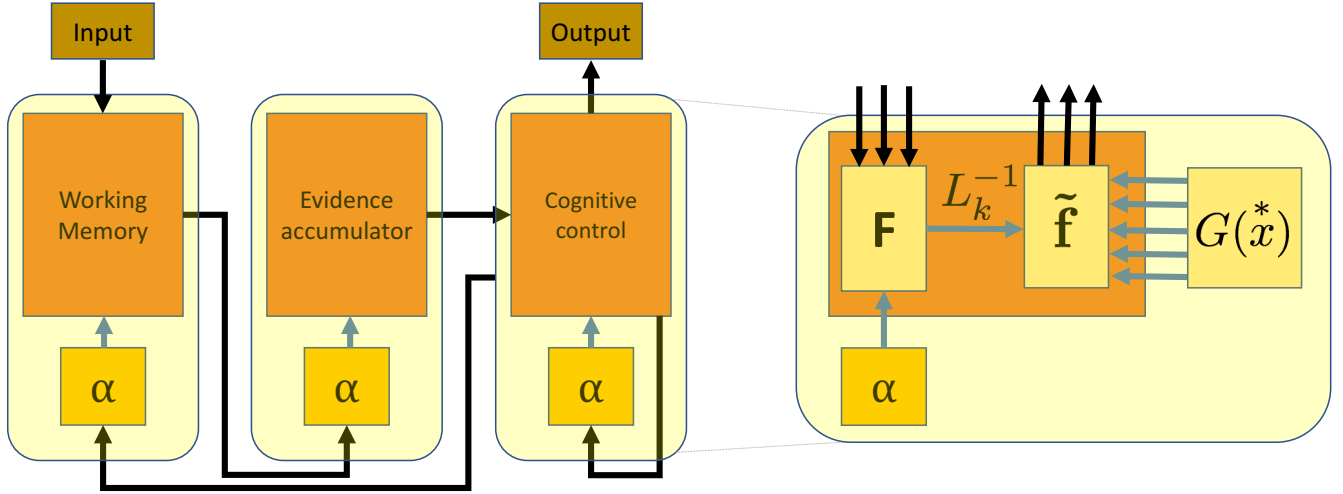 Input
Output
Working
Memory
Evidence
accumulator
Cognitive
control
α
α
α
F
L_k^{-1}
f̃
G(x̽)
α